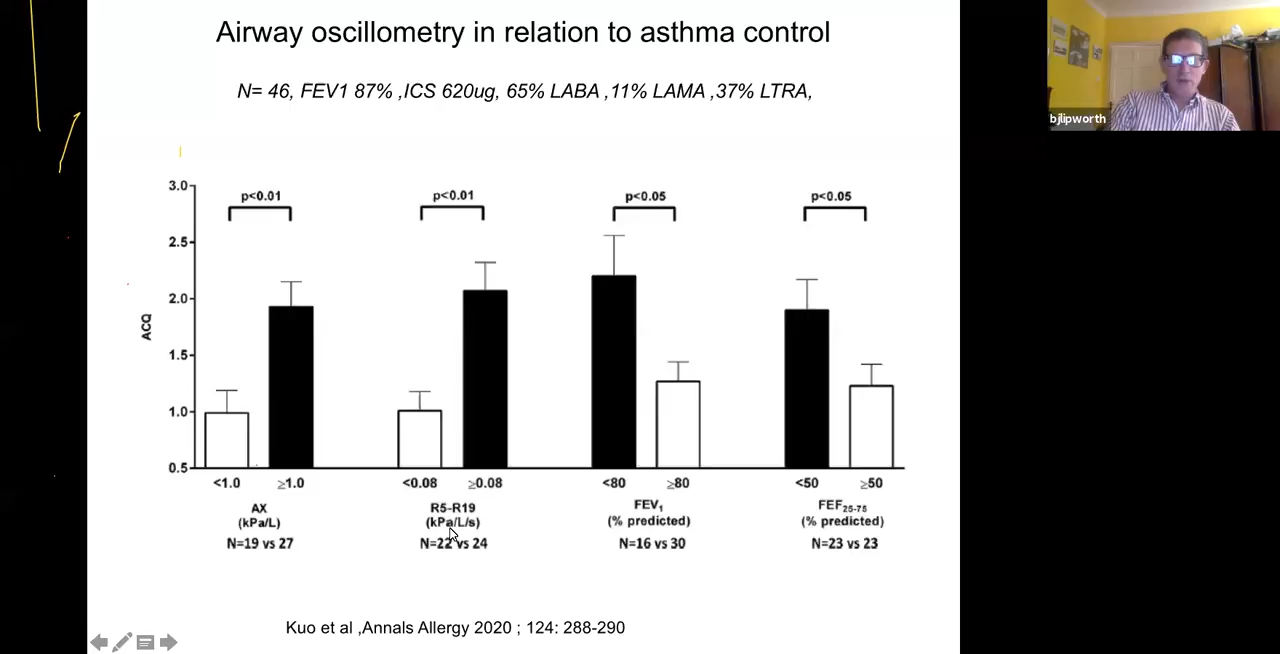 Airway oscillometry in relation to asthma control
N= 46, FEV1 87% ,ICS 620ug, 65% LABA ,11% LAMA ,37% LTRA,
bjlipworth
3.0
2.5
2.0
1.5
1.0
0.5
ACQ
p<0.01 p<0.01 p<0.05 p<0.05
<1.0 ≥1.0 <0.08 ≥0.08 <80 ≥80 <50 ≥50
AX R5-R19 FEV₁ FEF₂₅₋₇₅
(kPa/L) (kPa/L/s) (% predicted) (% predicted)
N=19 vs 27 N=22 vs 24 N=16 vs 30 N=23 vs 23
Kuo et al ,Annals Allergy 2020 ; 124: 288-290